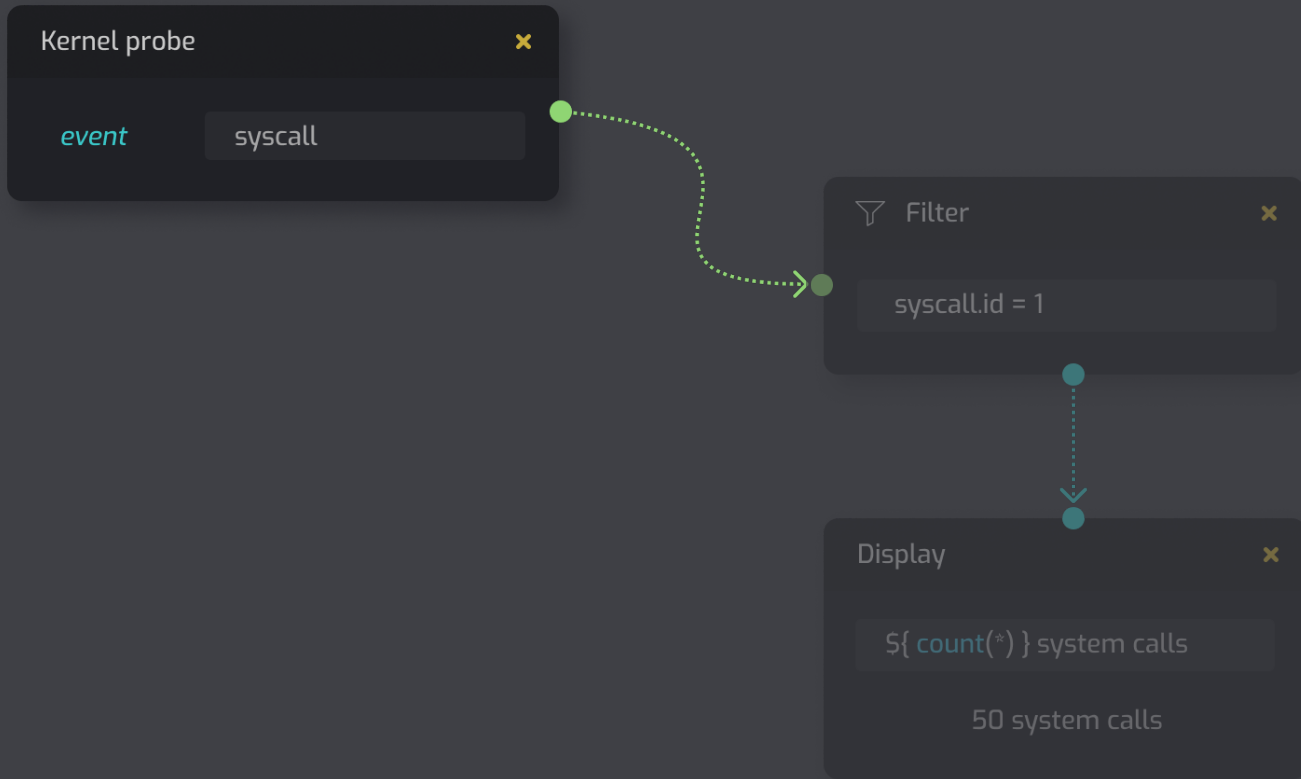 Kernel probe
event
syscall
Filter
syscall.id = 1
Display
${ count(*) } system calls
50 system calls